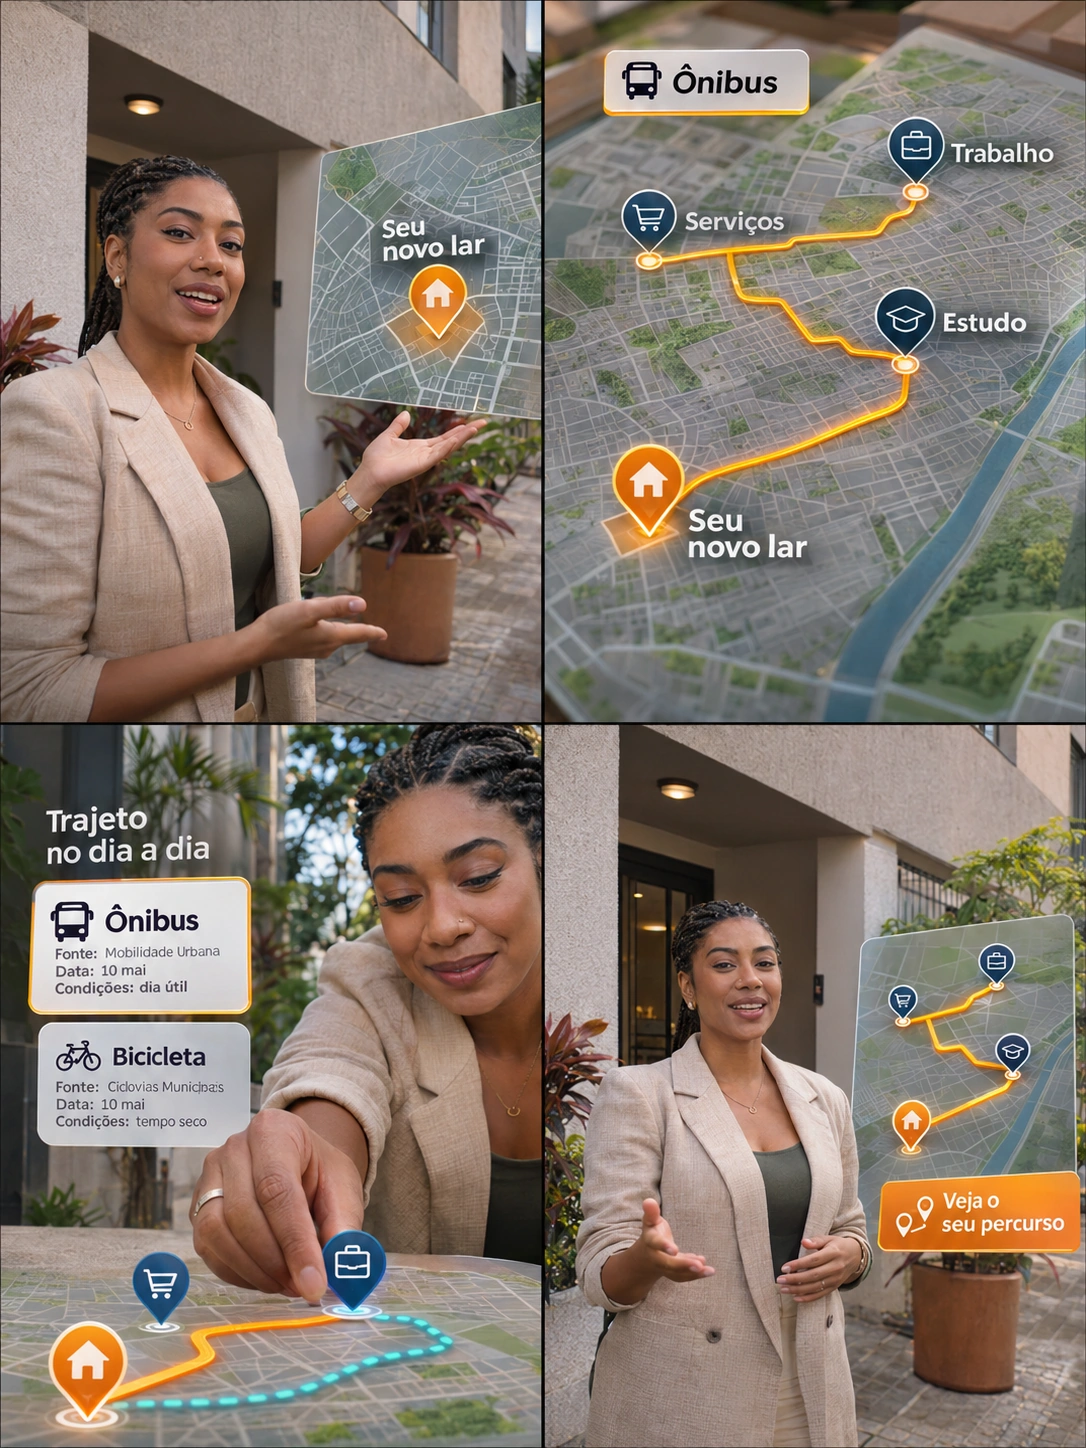 Seu
novo lar
Ônibus
Trabalho
Serviços
Estudo
Seu
novo lar
Trajeto
no dia a dia
Ônibus
Fonte: Mobilidade Urbana
Data: 10 mai
Condições: dia útil
Bicicleta
Fonte: Ciclovias
Data: 10 mai
Condições: tempo seco
Veja o
seu percurso